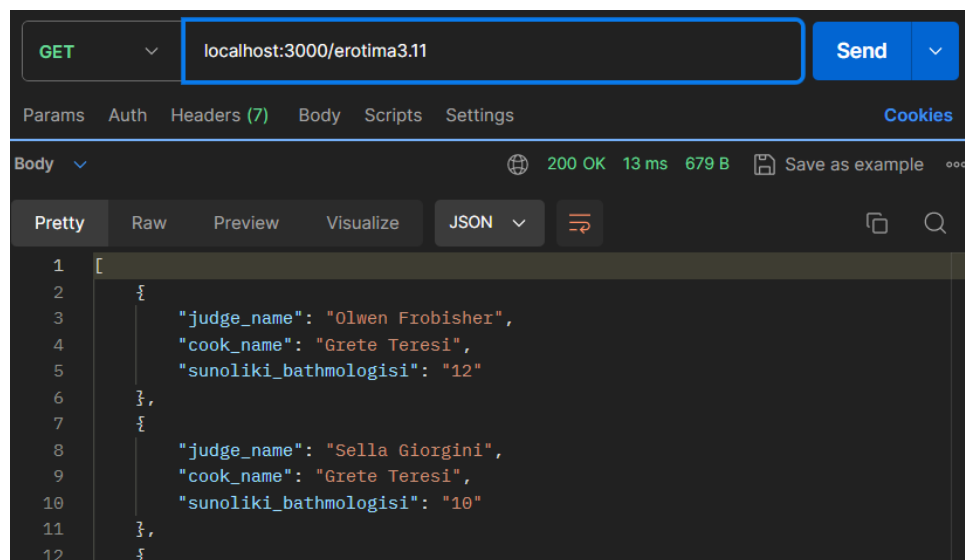 GET localhost:3000/erotima3.11 Send
Params Auth Headers (7) Body Scripts Settings Cookies
Body 200 OK 13 ms 679 B Save as example
Pretty Raw Preview Visualize JSON
1 [
2 {
3 "judge_name": "Olwen Frobisher",
4 "cook_name": "Grete Teresi",
5 "sunoliki_bathmologisi": "12"
6 },
7 {
8 "judge_name": "Sella Giorgini",
9 "cook_name": "Grete Teresi",
10 "sunoliki_bathmologisi": "10"
11 },
12 {